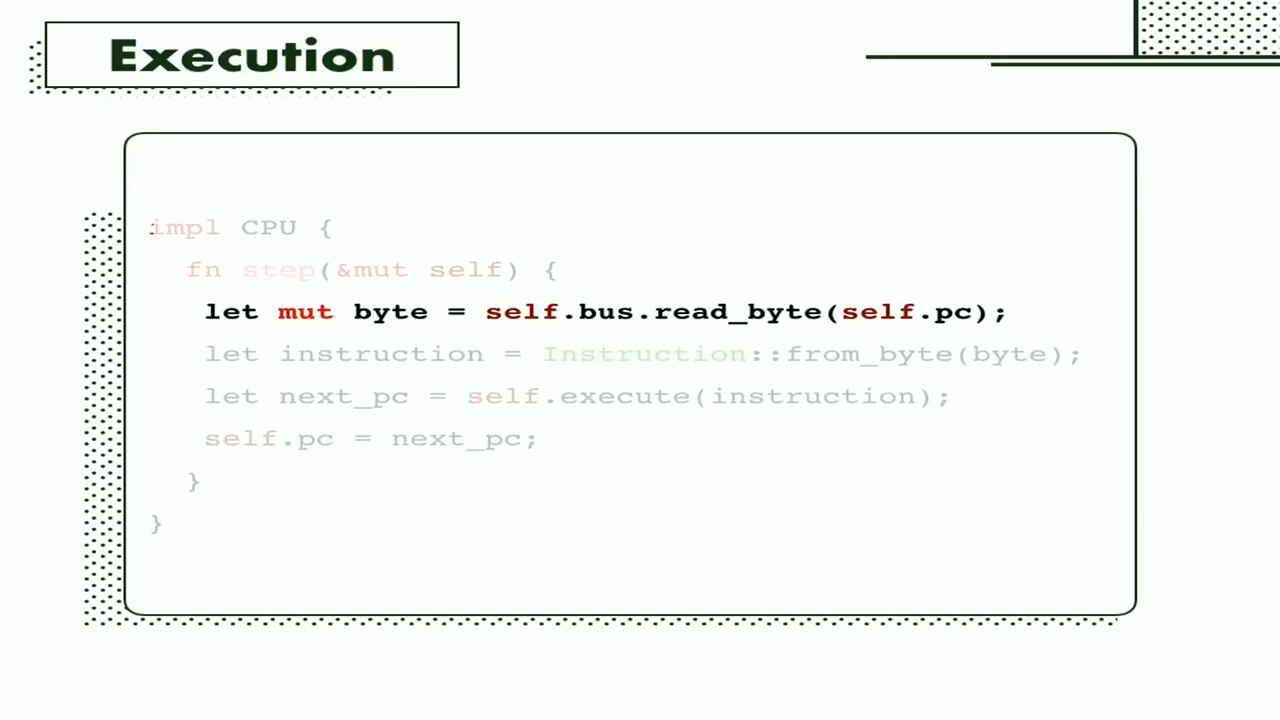 Execution
impl CPU {
fn step(&mut self) {
let mut byte = self.bus.read_byte(self.pc);
let instruction = Instruction::from_byte(byte);
let next_pc = self.execute(instruction);
self.pc = next_pc;
}
}